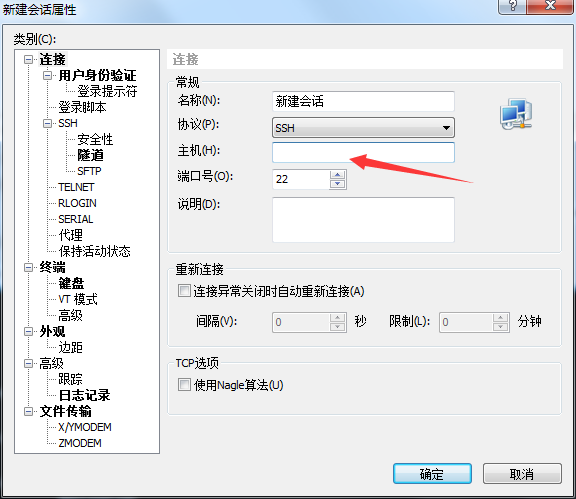 新建会话属性
类别(C):
连接
用户身份验证
登录提示符
登录脚本
SSH
安全性
隧道
SFTP
TELNET
RLOGIN
SERIAL
代理
保持活动状态
终端
键盘
VT 模式
高级
外观
边距
高级
跟踪
日志记录
文件传输
X/YMODEM
ZMODEM
连接
常规
名称(N): 新建会话
协议(P): SSH
主机(H):
端口号(O): 22
说明(D):
重新连接
连接异常关闭时自动重新连接(A)
间隔(V): 0 秒 限制(L): 0 分钟
TCP选项
使用Nagle算法(U)
确定 取消